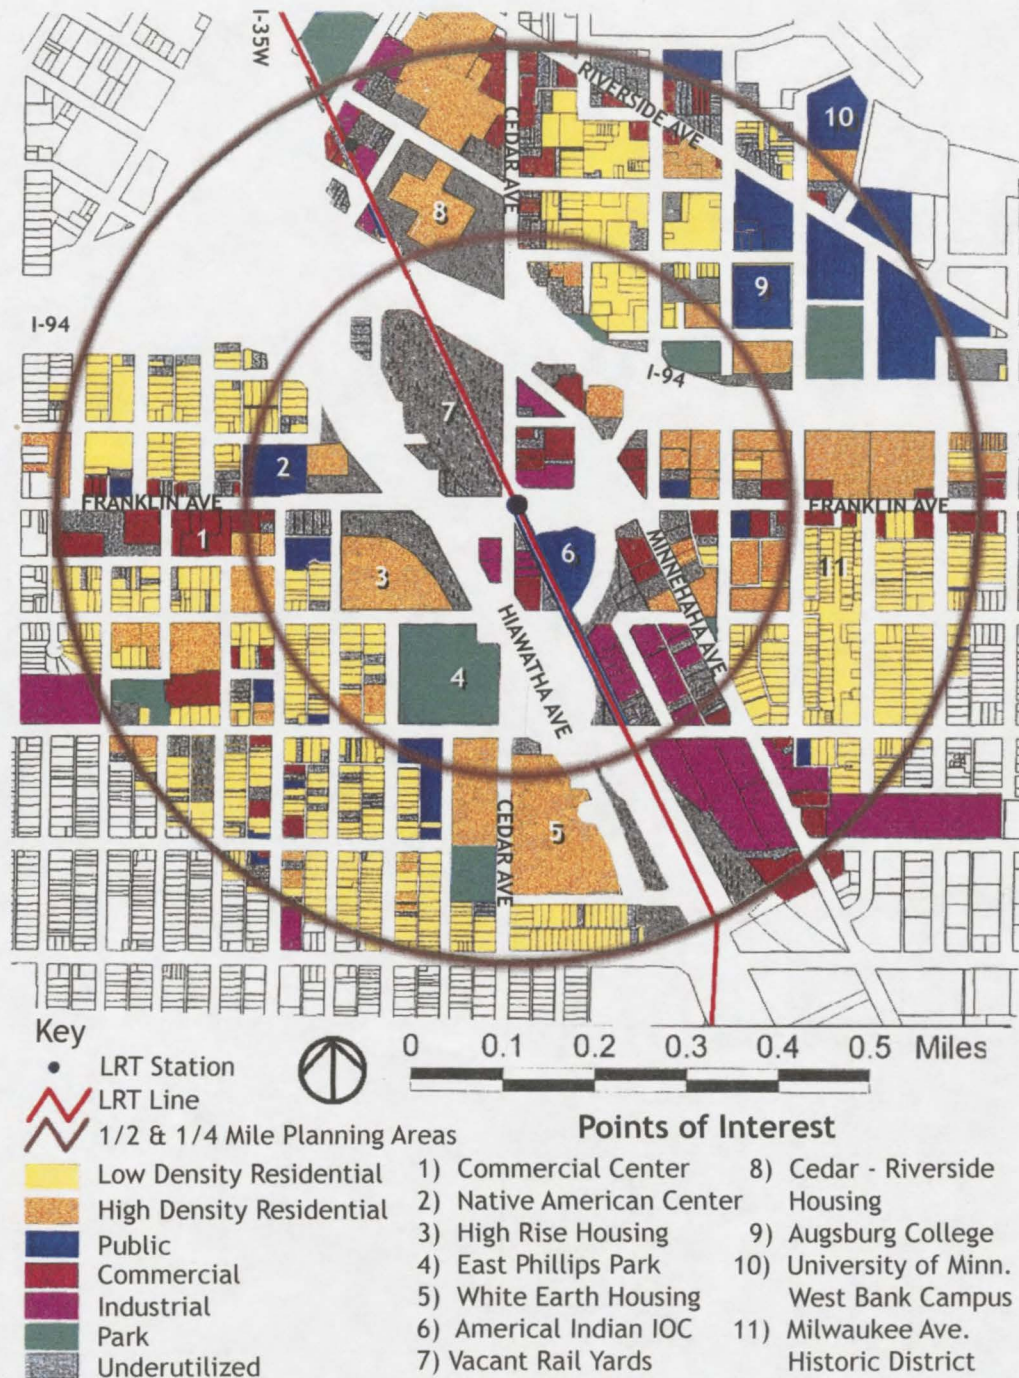 I-35W
10
RIVERSIDE AVE
CEDAR AVE
8
9
I-94
I-94
7
2
FRANKLIN AVE
FRANKLIN AVE
1
6
MINNEHAHA AVE
11
3
HIAWATHA AVE
4
CEDAR AVE
5
Key
LRT Station
LRT Line
1/2 & 1/4 Mile Planning Areas
Low Density Residential
High Density Residential
Public
Commercial
Industrial
Park
Underutilized
0 0.1 0.2 0.3 0.4 0.5 Miles
Points of Interest
1) Commercial Center
2) Native American Center
3) High Rise Housing
4) East Phillips Park
5) White Earth Housing
6) Americal Indian IOC
7) Vacant Rail Yards
8) Cedar - Riverside
Housing
9) Augsburg College
10) University of Minn.
West Bank Campus
11) Milwaukee Ave.
Historic District